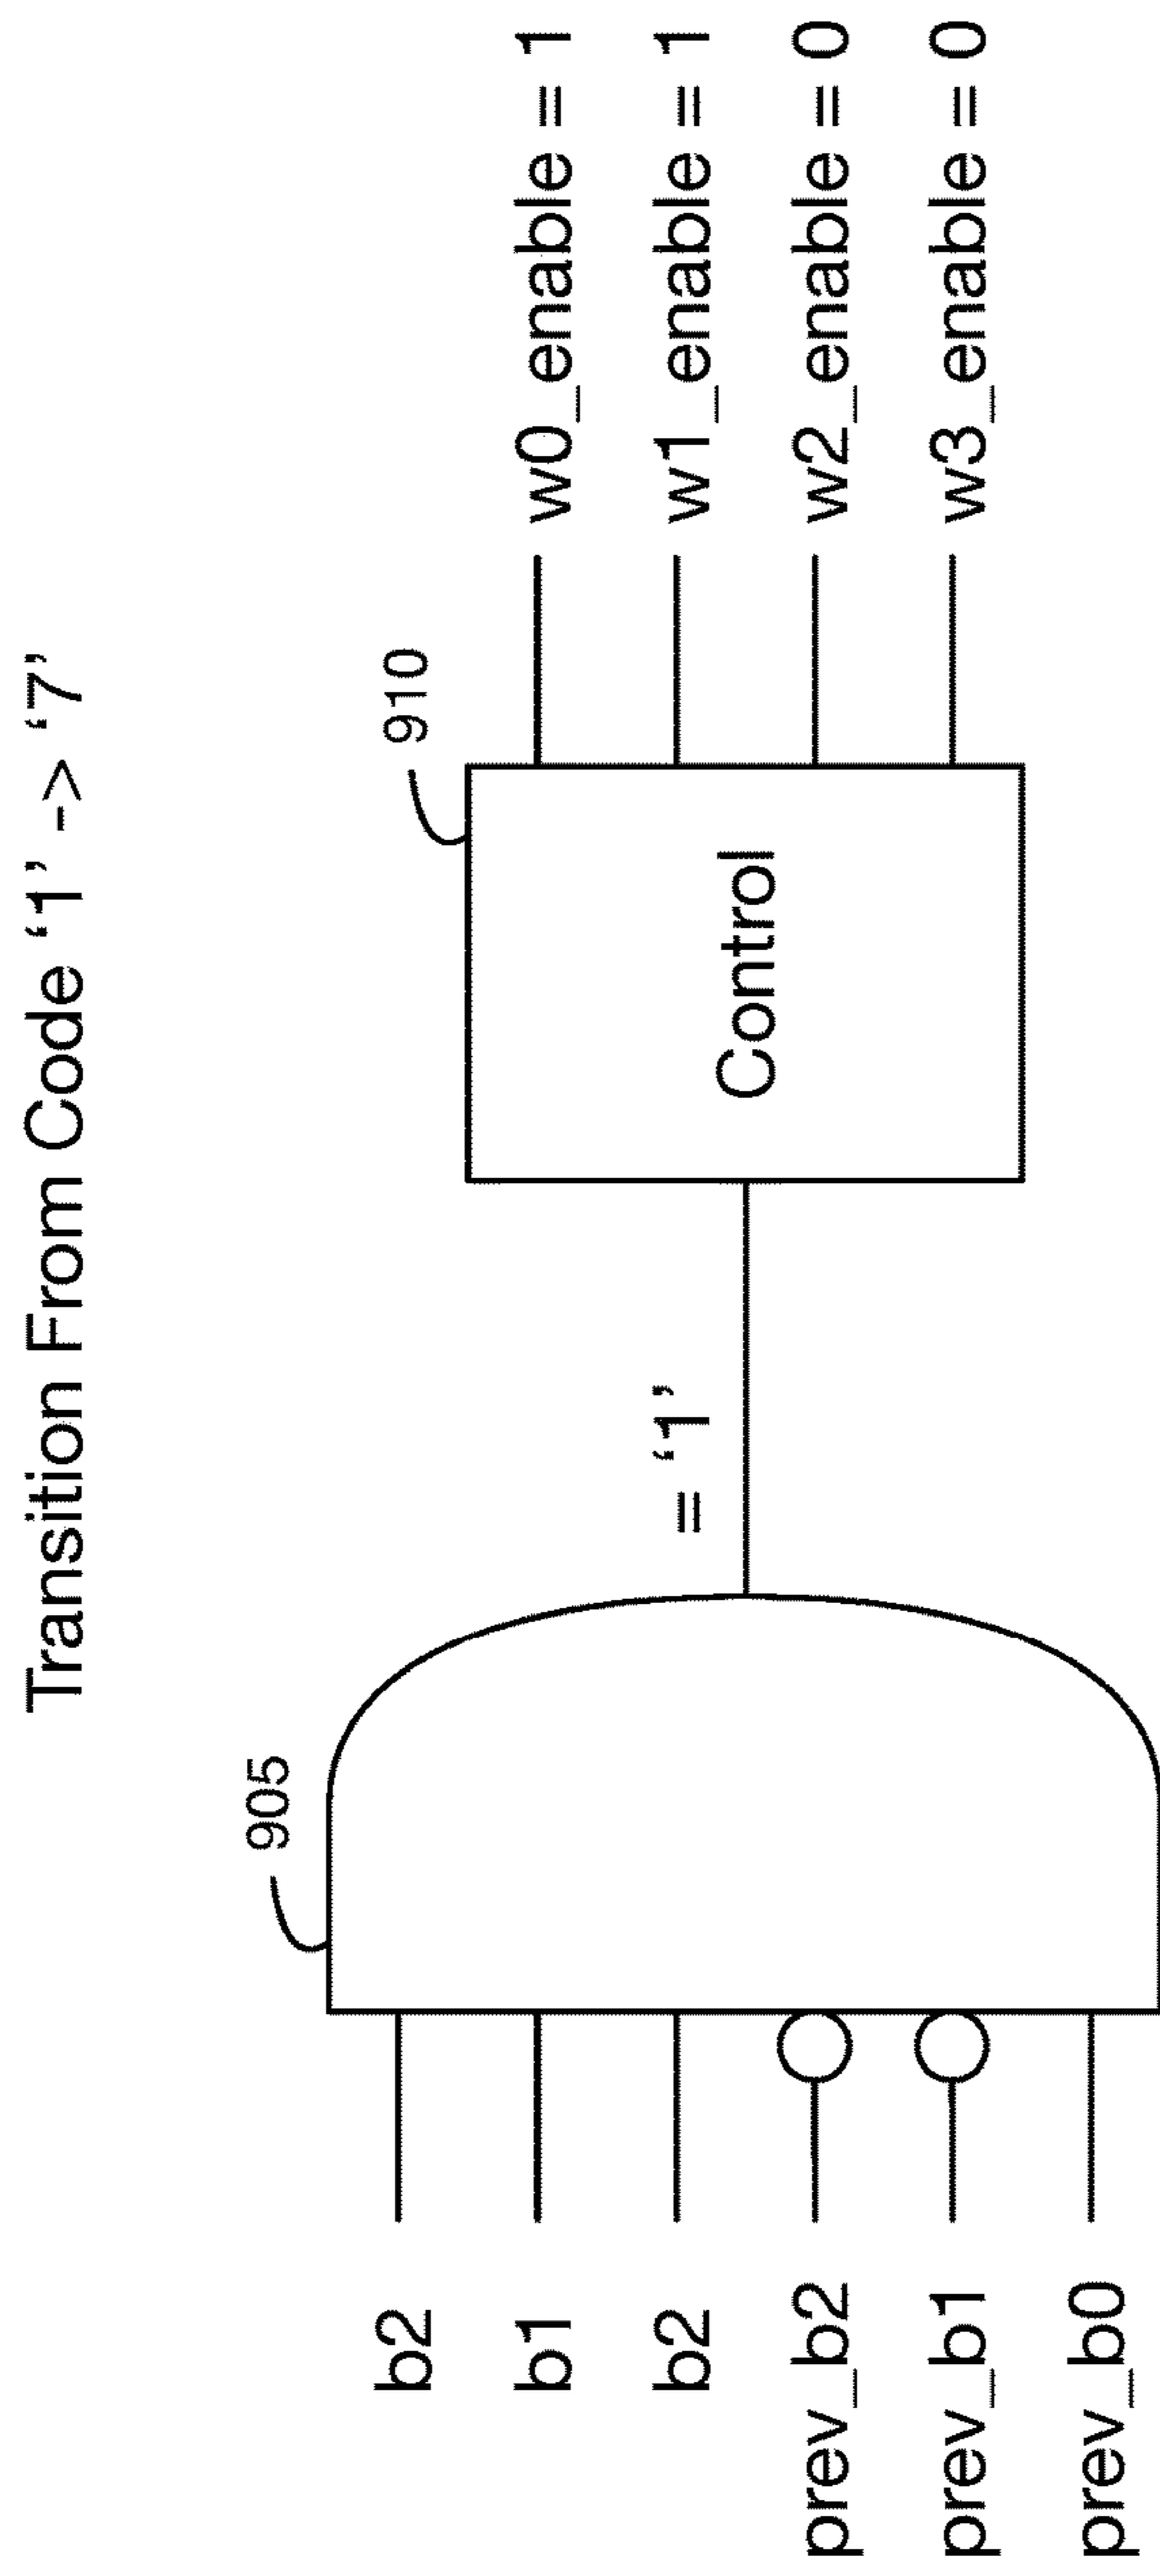 Transition From Code ‘1’ -> ‘7’
905
910
b2
b1
b2
prev_b2
prev_b1
prev_b0
= ‘1’
Control
w0_enable = 1
w1_enable = 1
w2_enable = 0
w3_enable = 0